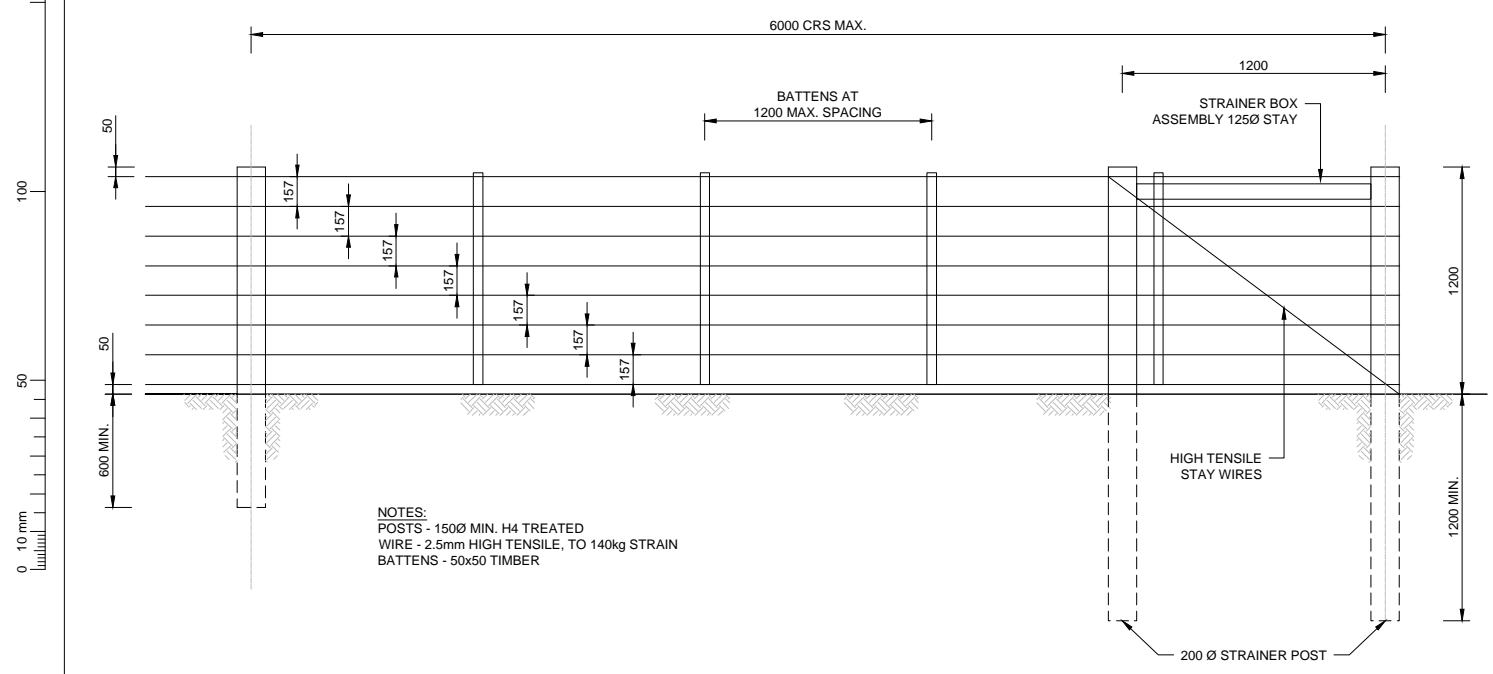 6000 CRS MAX.
1200
BATTENS AT
1200 MAX. SPACING
STRAINER BOX
ASSEMBLY 125Ø STAY
50
100
157
157
157
157
157
157
157
1200
50
50
600 MIN.
HIGH TENSILE
STAY WIRES
1200 MIN.
NOTES:
POSTS - 150Ø MIN. H4 TREATED
WIRE - 2.5mm HIGH TENSILE, TO 140kg STRAIN
BATTENS - 50x50 TIMBER
10 mm
0
200 Ø STRAINER POST